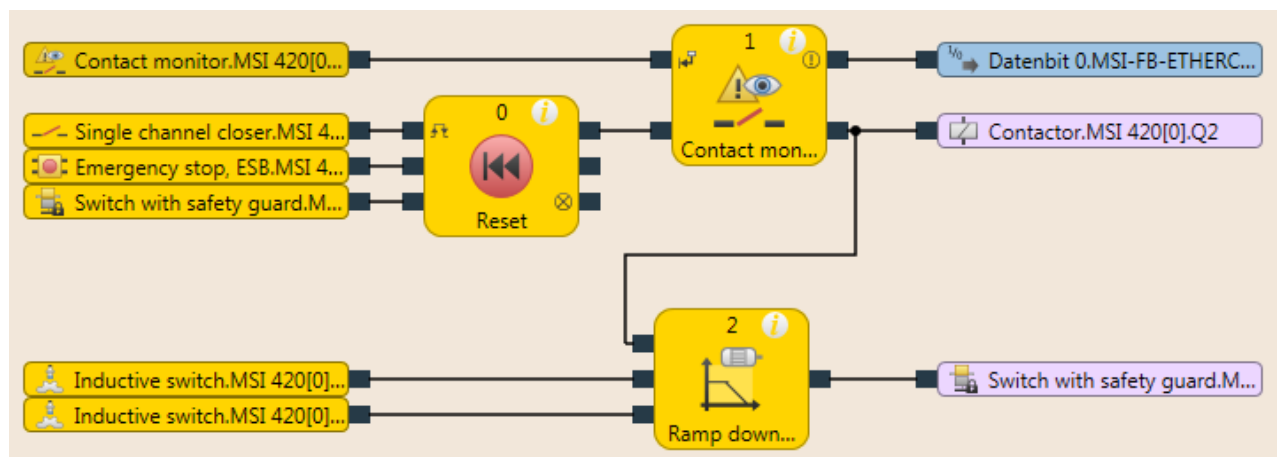 Contact monitor.MSI 420[0...
1
Datenbit 0.MSI-FB-ETHERC...
Single channel closer.MSI 4...
0
Contact mon...
Contactor.MSI 420[0].Q2
Emergency stop, ESB.MSI 4...
Switch with safety guard.M...
Reset
2
Inductive switch.MSI 420[0]...
Switch with safety guard.M...
Inductive switch.MSI 420[0]...
Ramp down...